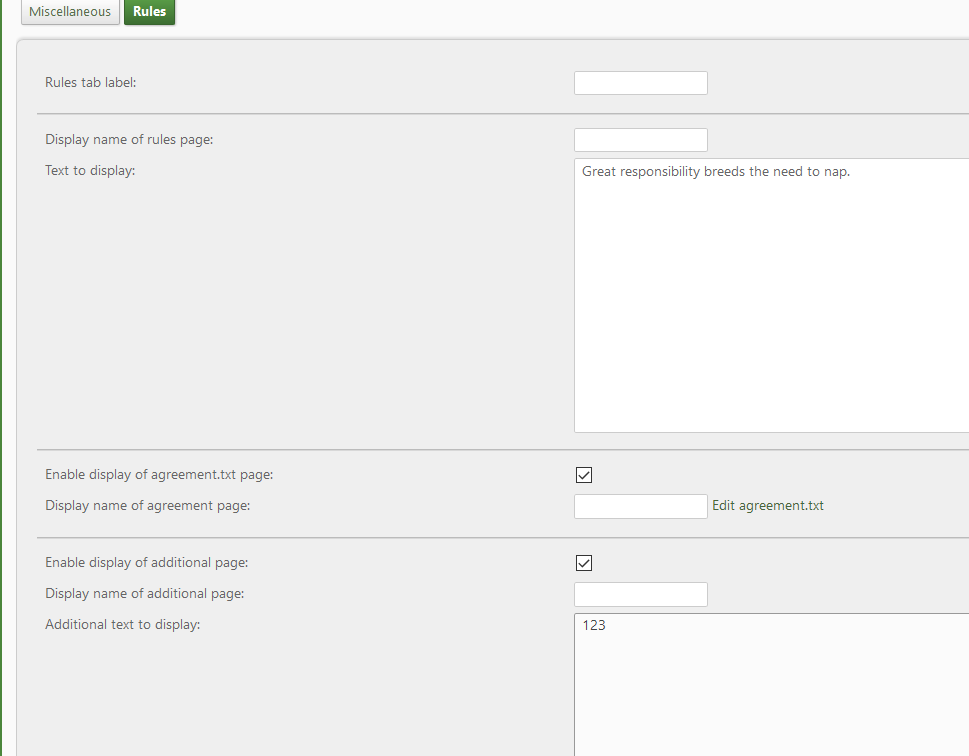 Miscellaneous Rules
Rules tab label:
Display name of rules page:
Text to display:
Great responsibility breeds the need to nap.
Enable display of agreement.txt page:
Display name of agreement page:
Edit agreement.txt
Enable display of additional page:
Display name of additional page:
Additional text to display:
123